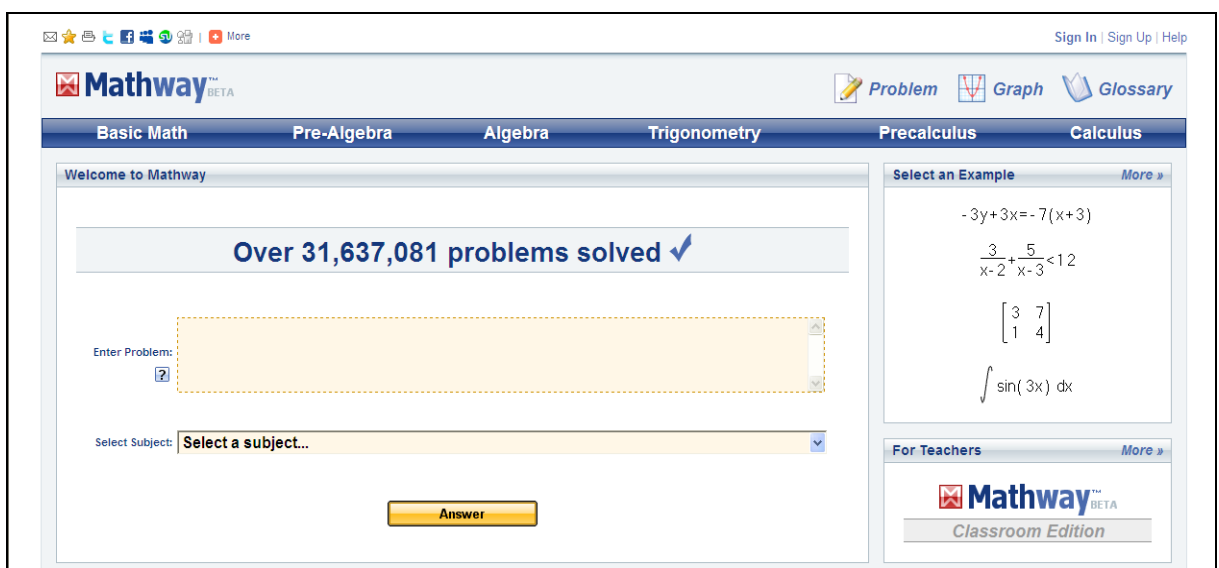 More
Sign In | Sign Up | Help
Mathway™ BETA
Problem Graph Glossary
Basic Math Pre-Algebra Algebra Trigonometry Precalculus Calculus
Welcome to Mathway
Over 31,637,081 problems solved
Enter Problem:
?
Select Subject: Select a subject...
Answer
Select an Example More »
-3y+3x=-7(x+3)
3/(x-2)+5/(x-3)<12
[3 7
1 4]
∫ sin(3x) dx
For Teachers More »
Mathway™ BETA
Classroom Edition